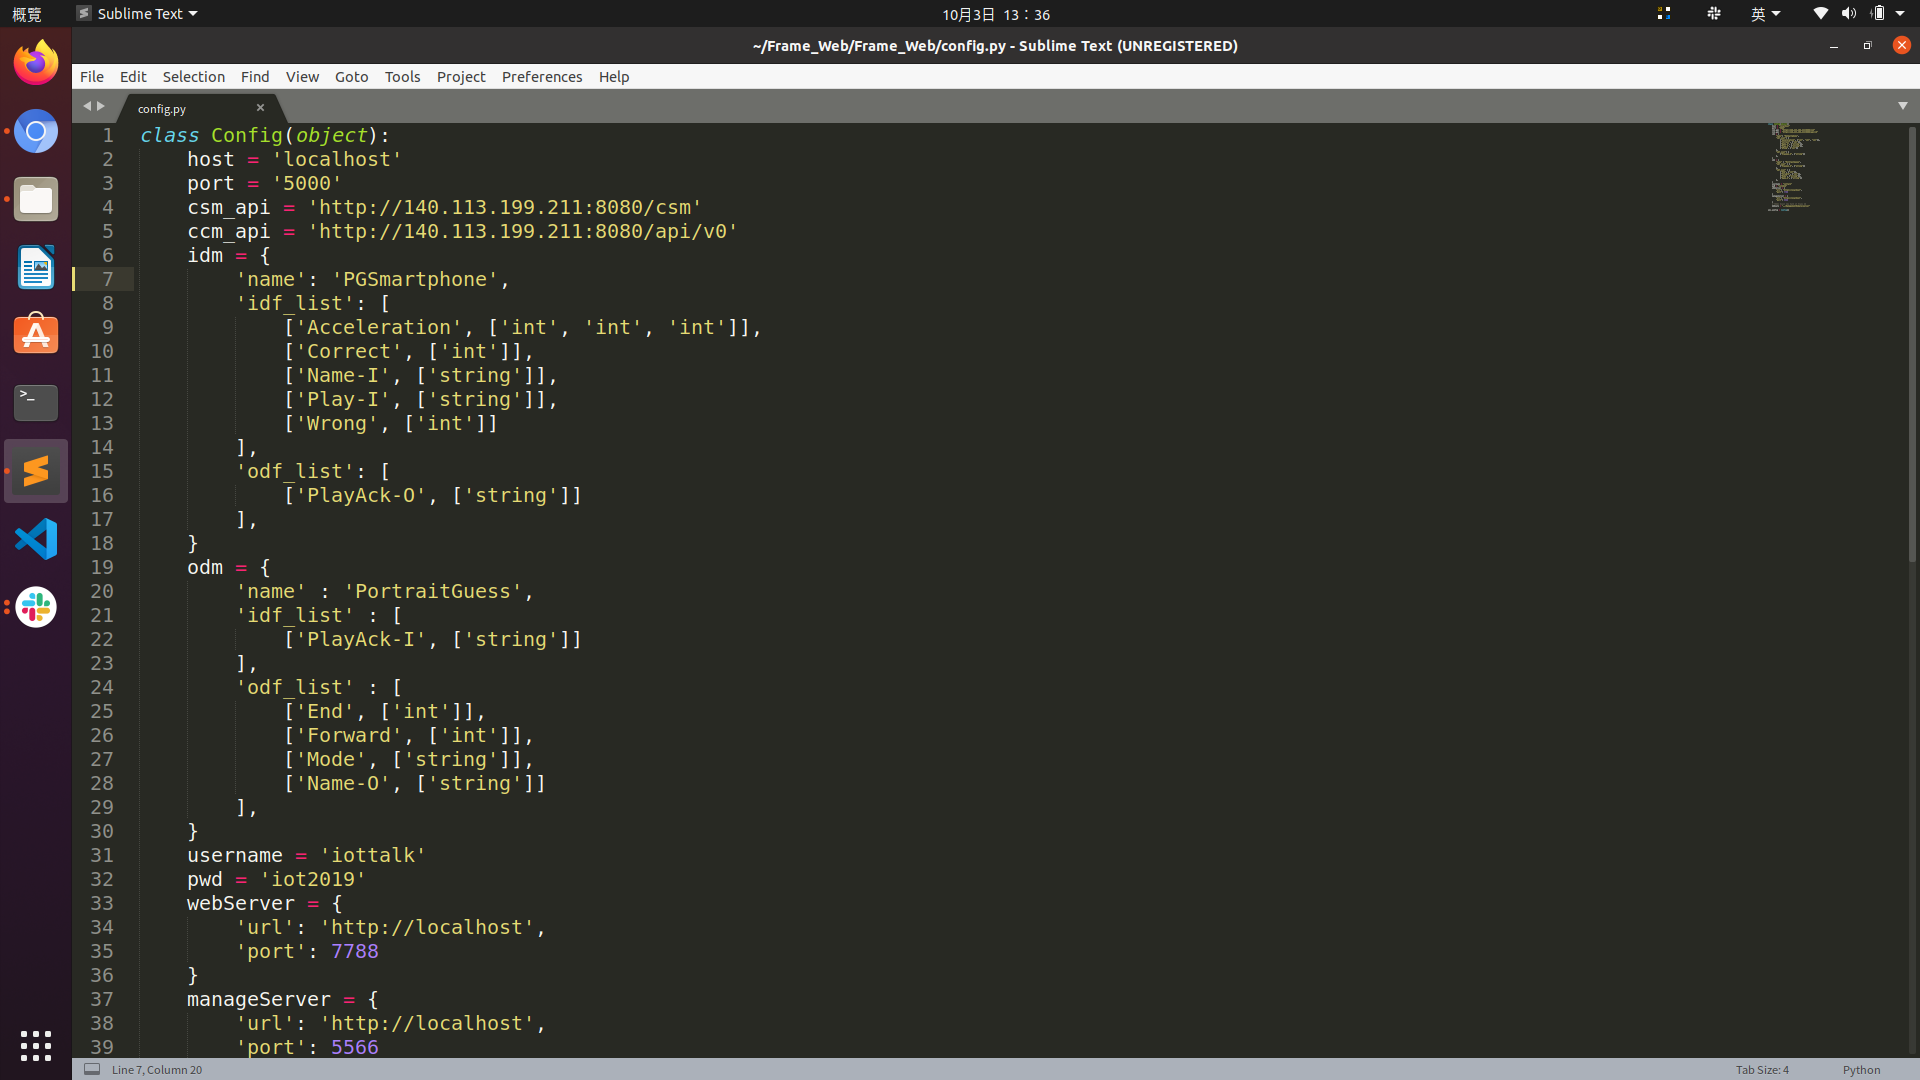 概覽 Sublime Text 10月3日 13：36 英
~/Frame_Web/Frame_Web/config.py - Sublime Text (UNREGISTERED)
File Edit Selection Find View Goto Tools Project Preferences Help
config.py
1 class Config(object):
2     host = 'localhost'
3     port = '5000'
4     csm_api = 'http://140.113.199.211:8080/csm'
5     ccm_api = 'http://140.113.199.211:8080/api/v0'
6     idm = {
7         'name': 'PGSmartphone',
8         'idf_list': [
9             ['Acceleration', ['int', 'int', 'int']],
10             ['Correct', ['int']],
11             ['Name-I', ['string']],
12             ['Play-I', ['string']],
13             ['Wrong', ['int']]
14         ],
15         'odf_list': [
16             ['PlayAck-O', ['string']]
17         ],
18     }
19     odm = {
20         'name' : 'PortraitGuess',
21         'idf_list' : [
22             ['PlayAck-I', ['string']]
23         ],
24         'odf_list' : [
25             ['End', ['int']],
26             ['Forward', ['int']],
27             ['Mode', ['string']],
28             ['Name-O', ['string']]
29         ],
30     }
31     username = 'iottalk'
32     pwd = 'iot2019'
33     webServer = {
34         'url': 'http://localhost',
35         'port': 7788
36     }
37     manageServer = {
38         'url': 'http://localhost',
39         'port': 5566
Line 7, Column 20 Tab Size: 4 Python